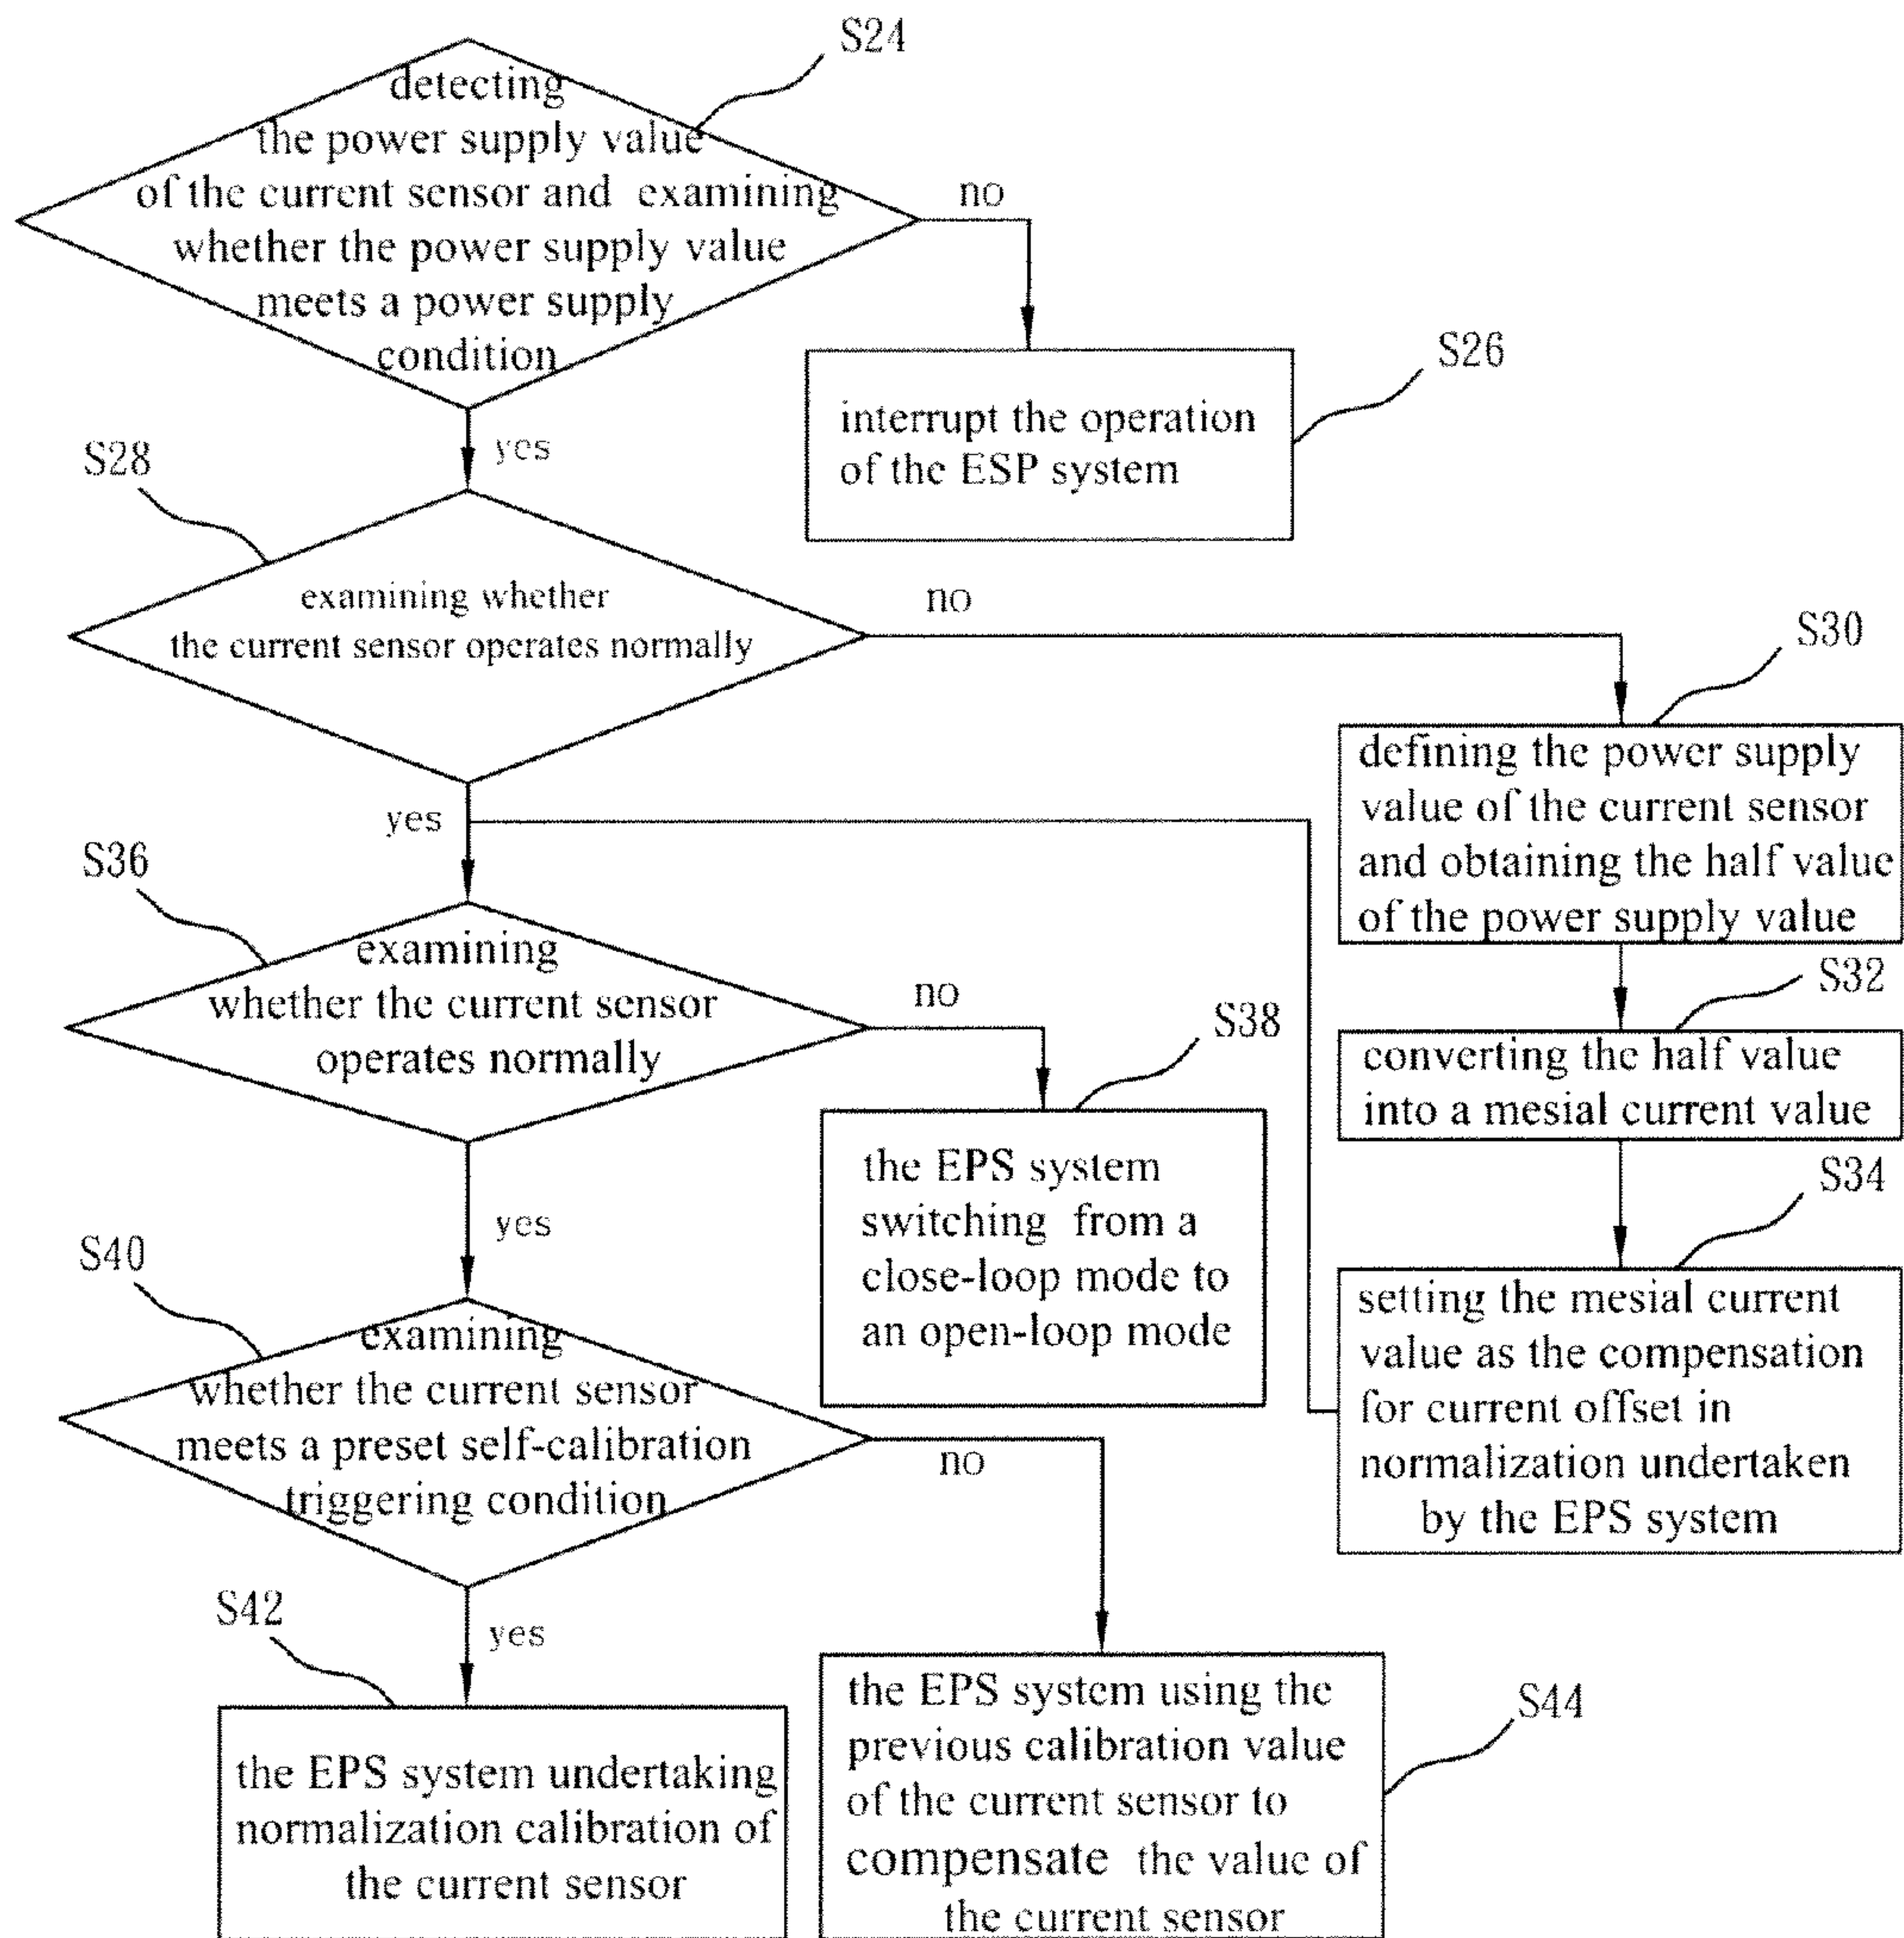 S24
detecting
the power supply value
of the current sensor and examining
whether the power supply value
meets a power supply
condition
no
yes
S26
interrupt the operation
of the ESP system
S28
examining whether
the current sensor operates normally
no
yes
S30
defining the power supply
value of the current sensor
and obtaining the half value
of the power supply value
S32
converting the half value
into a mesial current value
S34
setting the mesial current
value as the compensation
for current offset in
normalization undertaken
by the EPS system
S36
examining
whether the current sensor
operates normally
no
yes
S38
the EPS system
switching from a
close-loop mode to
an open-loop mode
S40
examining
whether the current sensor
meets a preset self-calibration
triggering condition
no
yes
S42
the EPS system undertaking
normalization calibration of
the current sensor
S44
the EPS system using the
previous calibration value
of the current sensor to
compensate the value of
the current sensor